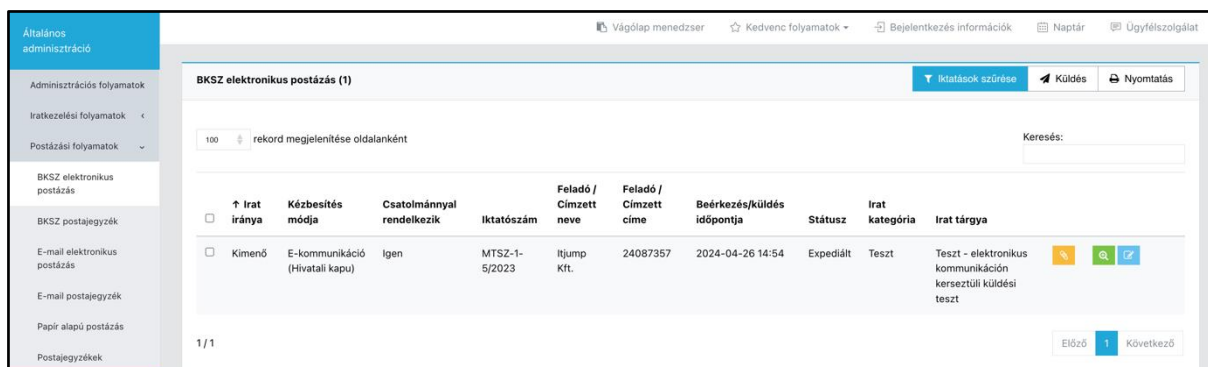 Általános
adminisztráció
Vágólap menedzser
Kedvenc folyamatok
Bejelentkezés információk
Naptár
Ügyfélszolgálat
Adminisztrációs folyamatok
Iratkezelési folyamatok
Postázási folyamatok
BKSZ elektronikus
postázás
BKSZ postajegyzék
E-mail elektronikus
postázás
E-mail postajegyzék
Papír alapú postázás
Postajegyzékek
BKSZ elektronikus postázás (1)
Iktatások szűrése
Küldés
Nyomtatás
100 rekord megjelenítése oldalanként
Keresés:
↑ Irat
iránya
Kézbesítés
módja
Csatolmánnyal
rendelkezik
Iktatószám
Feladó /
Címzett
neve
Feladó /
Címzett
címe
Beérkezés/küldés
időpontja
Státusz
Irat
kategória
Irat tárgya
Kimenő
E-kommunikáció
(Hivatali kapu)
Igen
MTSZ-1-
5/2023
Itjump
Kft.
24087357
2024-04-26 14:54
Expediált
Teszt
Teszt - elektronikus
kommunikáción
kerseztüli küldési
teszt
1 / 1
Előző
1
Következő